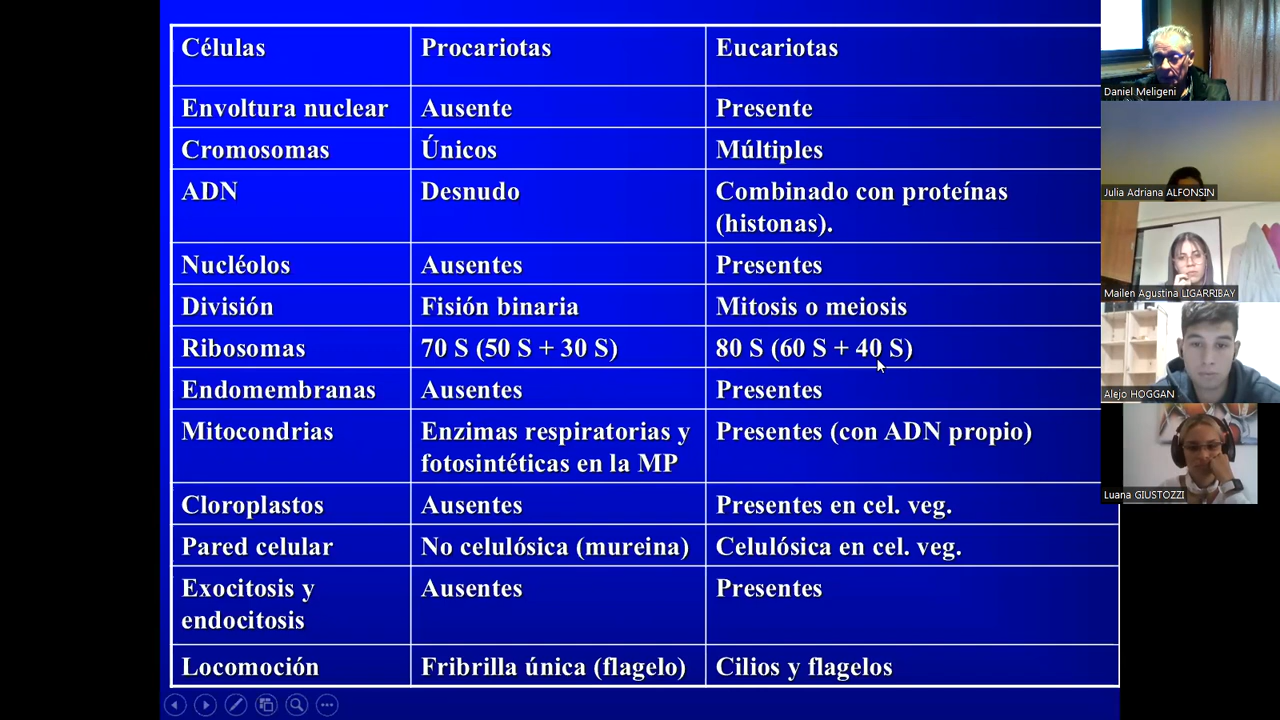 Células Procariotas Eucariotas
Envoltura nuclear Ausente Presente
Cromosomas Únicos Múltiples
ADN Desnudo Combinado con proteínas
(histonas).
Nucléolos Ausentes Presentes
División Fisión binaria Mitosis o meiosis
Ribosomas 70 S (50 S + 30 S) 80 S (60 S + 40 S)
Endomembranas Ausentes Presentes
Mitocondrias Enzimas respiratorias y Presentes (con ADN propio)
fotosintéticas en la MP
Cloroplastos Ausentes Presentes en cel. veg.
Pared celular No celulósica (mureina) Celulósica en cel. veg.
Exocitosis y Ausentes Presentes
endocitosis
Locomoción Fribrilla única (flagelo) Cilios y flagelos
Daniel Meligeni
Julia Adriana ALFONSIN
Mailen Agustina LIGARRIBAY
Alejo HOGGAN
Luana GIUSTOZZI